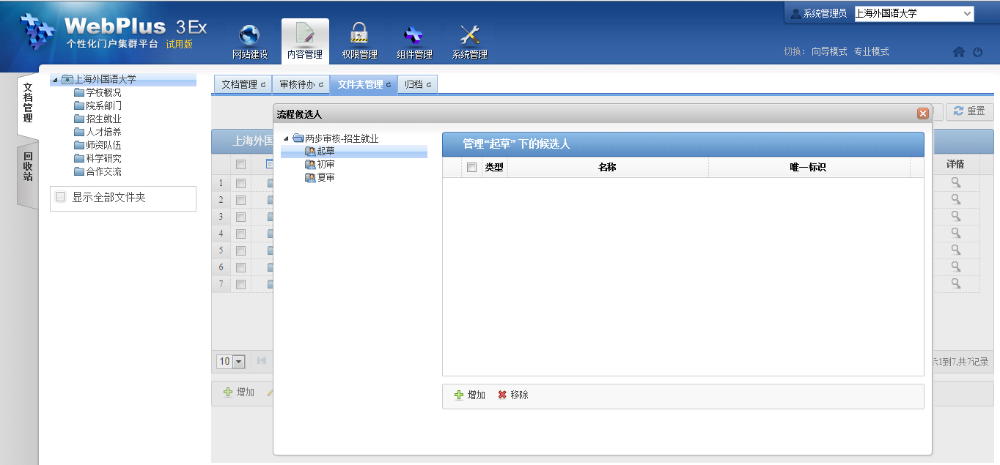 WebPlus 3Ex
个性化门户集群平台 试用版
网站建设 内容管理 权限管理 组件管理 系统管理
系统管理员 上海外国语大学
切换： 向导模式 专业模式
文档管理
回收站
上海外国语大学
学校概况
院系部门
招生就业
人才培养
师资队伍
科学研究
合作交流
显示全部文件夹
文档管理 审核待办 文件夹管理 归档
重置
上海外国
详情
1
2
3
4
5
6
7
10
示1到7,共7记录
增加
流程候选人
两步审核-招生就业
起草
初审
复审
管理“起草”下的候选人
类型 名称 唯一标识
增加 移除